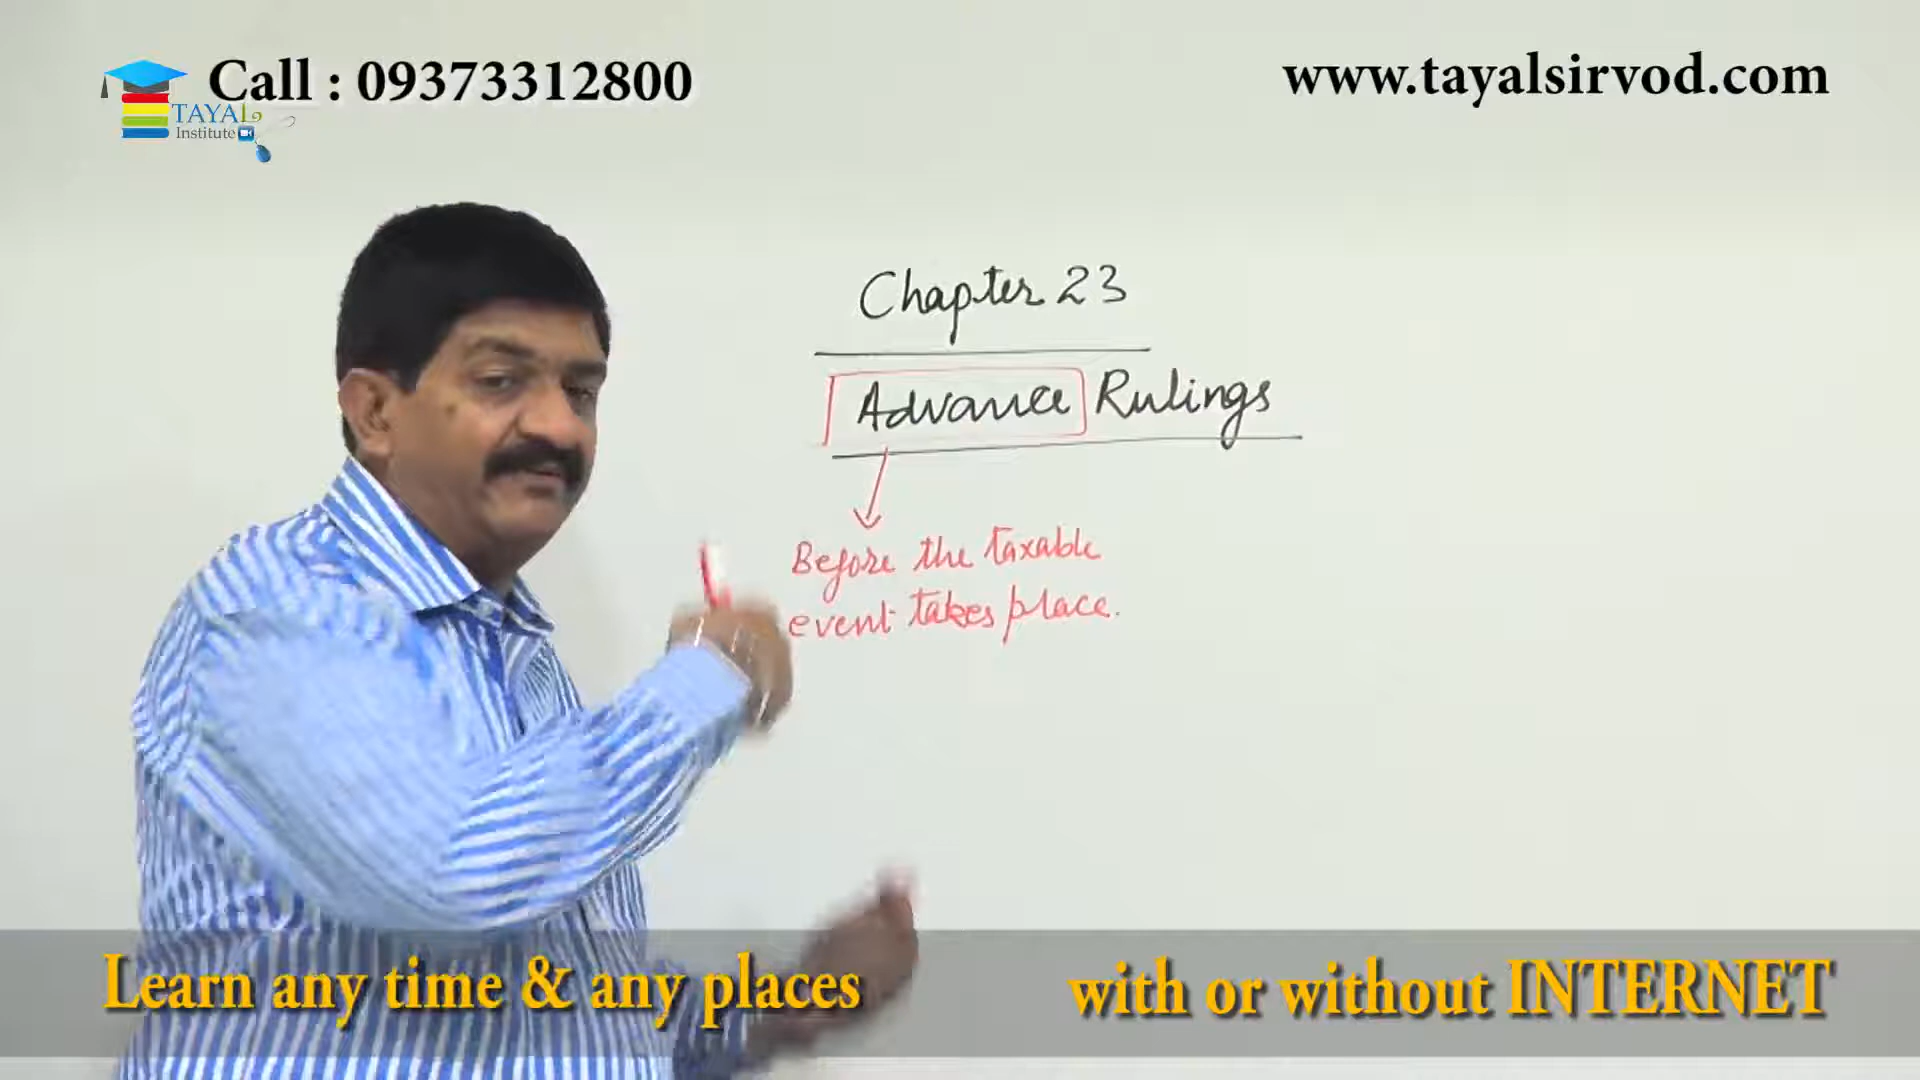 Call : 09373312800
www.tayalsirvod.com
TAYAL
Institute
Chapter 23
Advance Rulings
Before the taxable
event takes place.
Learn any time & any places
with or without INTERNET